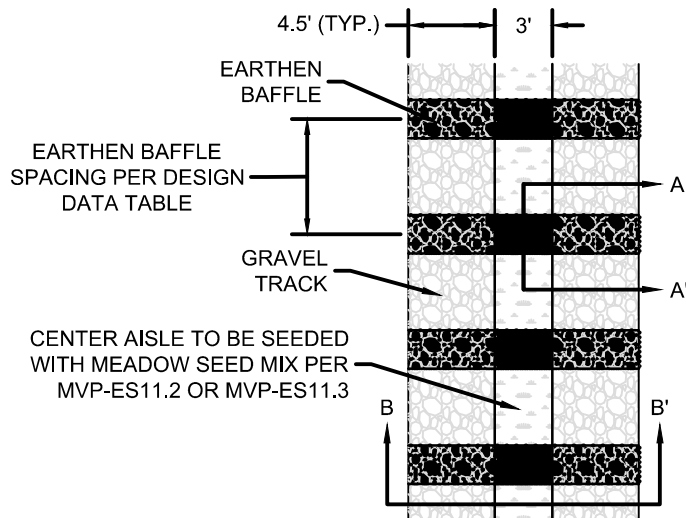 4.5' (TYP.)
3'
EARTHEN
BAFFLE
EARTHEN BAFFLE
SPACING PER DESIGN
DATA TABLE
A
GRAVEL
TRACK
A'
CENTER AISLE TO BE SEEDED
WITH MEADOW SEED MIX PER
MVP-ES11.2 OR MVP-ES11.3
B
B'